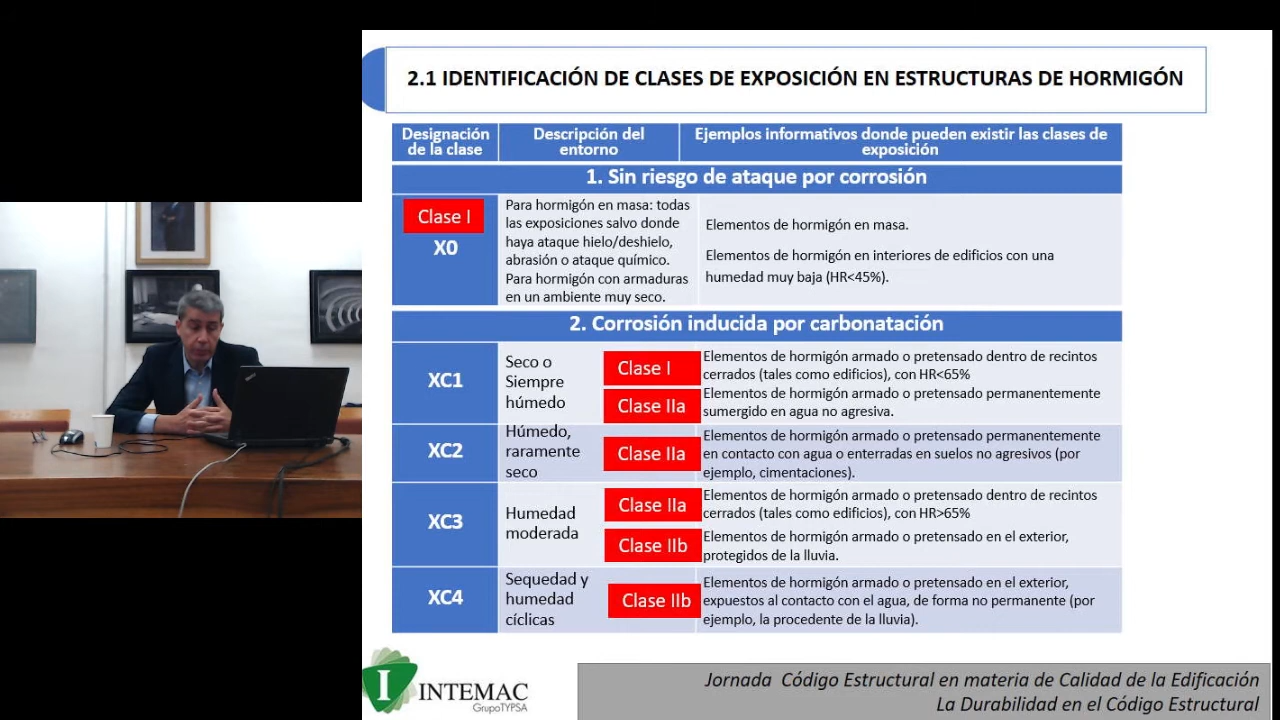 2.1 IDENTIFICACIÓN DE CLASES DE EXPOSICIÓN EN ESTRUCTURAS DE HORMIGÓN
Designación
de la clase
Descripción del
entorno
Ejemplos informativos donde pueden existir las clases de
exposición
1. Sin riesgo de ataque por corrosión
Clase I
X0
Para hormigón en masa: todas
las exposiciones salvo donde
haya ataque hielo/deshielo,
abrasión o ataque químico.
Para hormigón con armaduras
en un ambiente muy seco.
Elementos de hormigón en masa.
Elementos de hormigón en interiores de edificios con una
humedad muy baja (HR<45%).
2. Corrosión inducida por carbonatación
XC1
Seco o
Siempre
húmedo
Clase I
Clase IIa
Elementos de hormigón armado o pretensado dentro de recintos
cerrados (tales como edificios), con HR<65%
Elementos de hormigón armado o pretensado permanentemente
sumergido en agua no agresiva.
XC2
Húmedo,
raramente
seco
Clase IIa
Elementos de hormigón armado o pretensado permanentemente
en contacto con agua o enterradas en suelos no agresivos (por
ejemplo, cimentaciones).
XC3
Humedad
moderada
Clase IIa
Clase IIb
Elementos de hormigón armado o pretensado dentro de recintos
cerrados (tales como edificios), con HR>65%
Elementos de hormigón armado o pretensado en el exterior,
protegidos de la lluvia.
XC4
Sequedad y
humedad
cíclicas
Clase IIb
Elementos de hormigón armado o pretensado en el exterior,
expuestos al contacto con el agua, de forma no permanente (por
ejemplo, la procedente de la lluvia).
I INTEMAC
GrupoTYPSA
Jornada Código Estructural en materia de Calidad de la Edificación
La Durabilidad en el Código Estructural